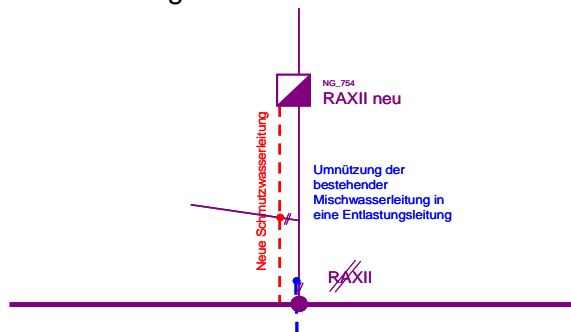 g
NG_754
RAXII neu
Neue Schmutzwasserleitung
Umnützung der
bestehender
Mischwasserleitung in
eine Entlastungsleitung
RAXII